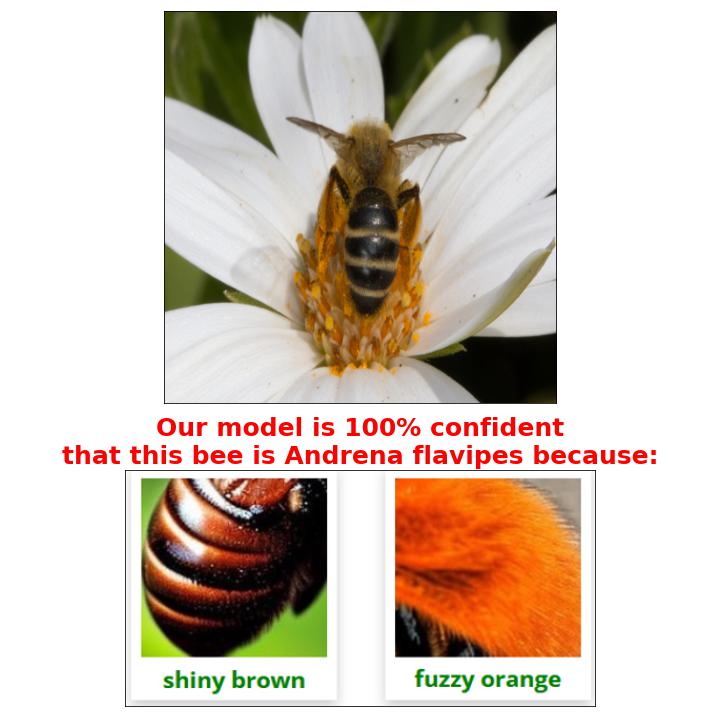 Our model is 100% confident
that this bee is Andrena flavipes because:
shiny brown
fuzzy orange